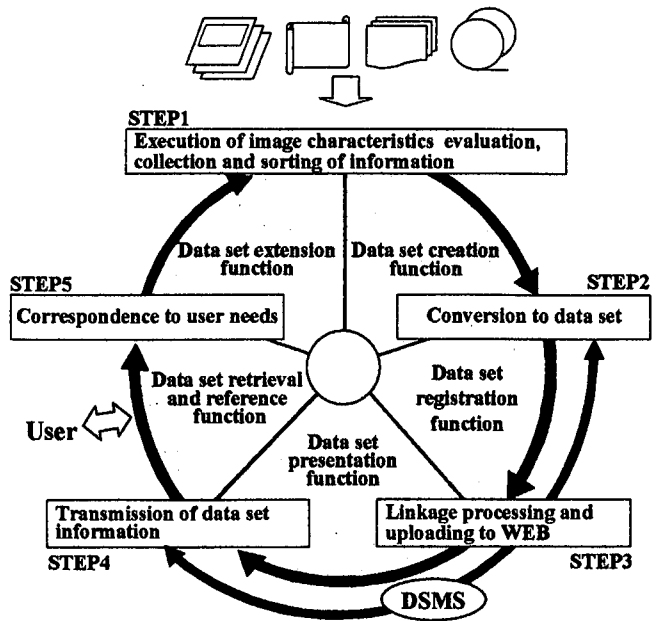 STEP1
Execution of image characteristics evaluation,
collection and sorting of information
Data set extension
function
Data set creation
function
STEP5
Correspondence to user needs
STEP2
Conversion to data set
Data set retrieval
and reference
function
Data set
registration
function
User
Data set
presentation
function
Transmission of data set
information
STEP4
Linkage processing and
uploading to WEB
STEP3
DSMS